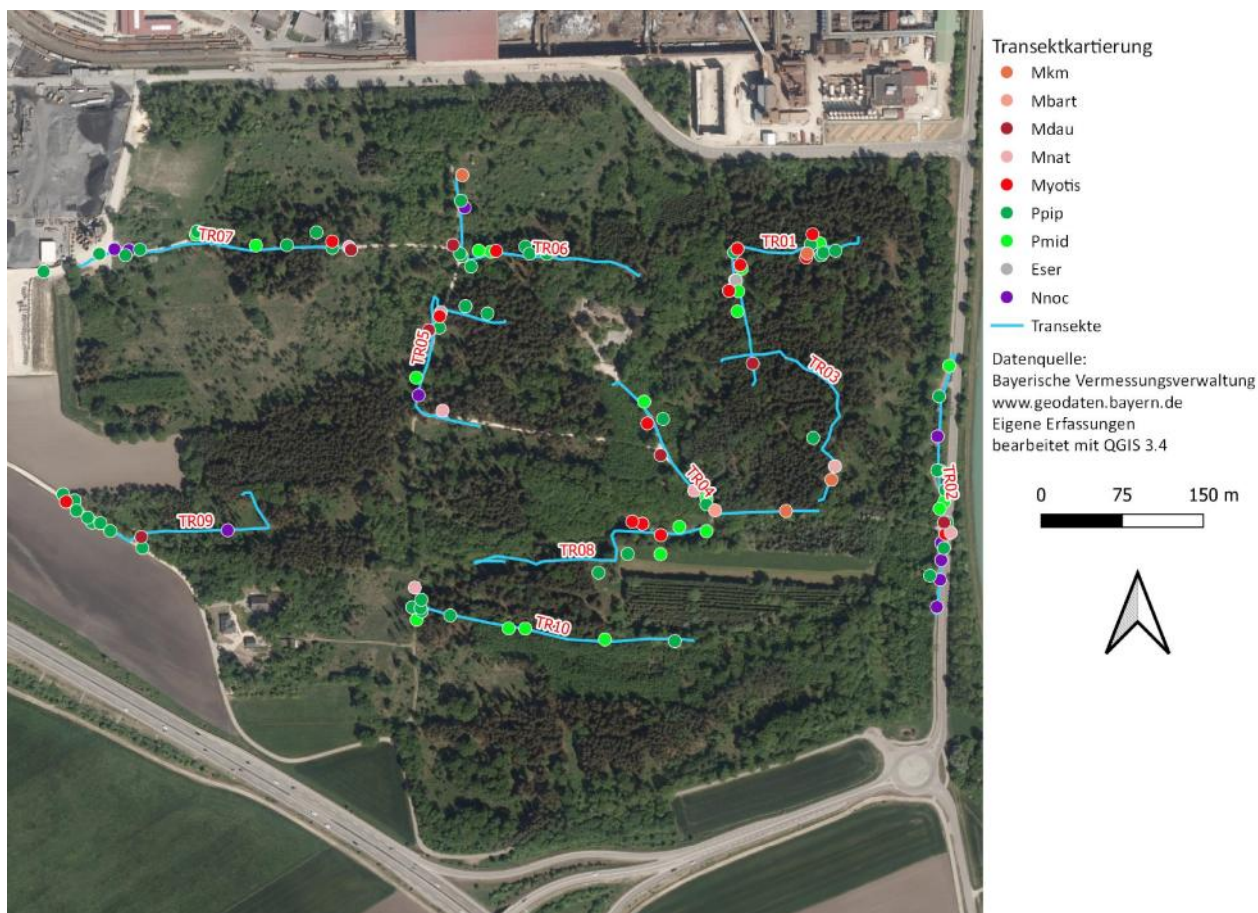 Transektkartierung
Mkm
Mbart
Mdau
Mnat
Myotis
Ppip
Pmid
Eser
Nnoc
Transekte
Datenquelle:
Bayerische Vermessungsverwaltung
www.geodaten.bayern.de
Eigene Erfassungen
bearbeitet mit QGIS 3.4
0 75 150 m
TR07
TR06
TR01
TR05
TR03
TR04
TR02
TR09
TR08
TR10